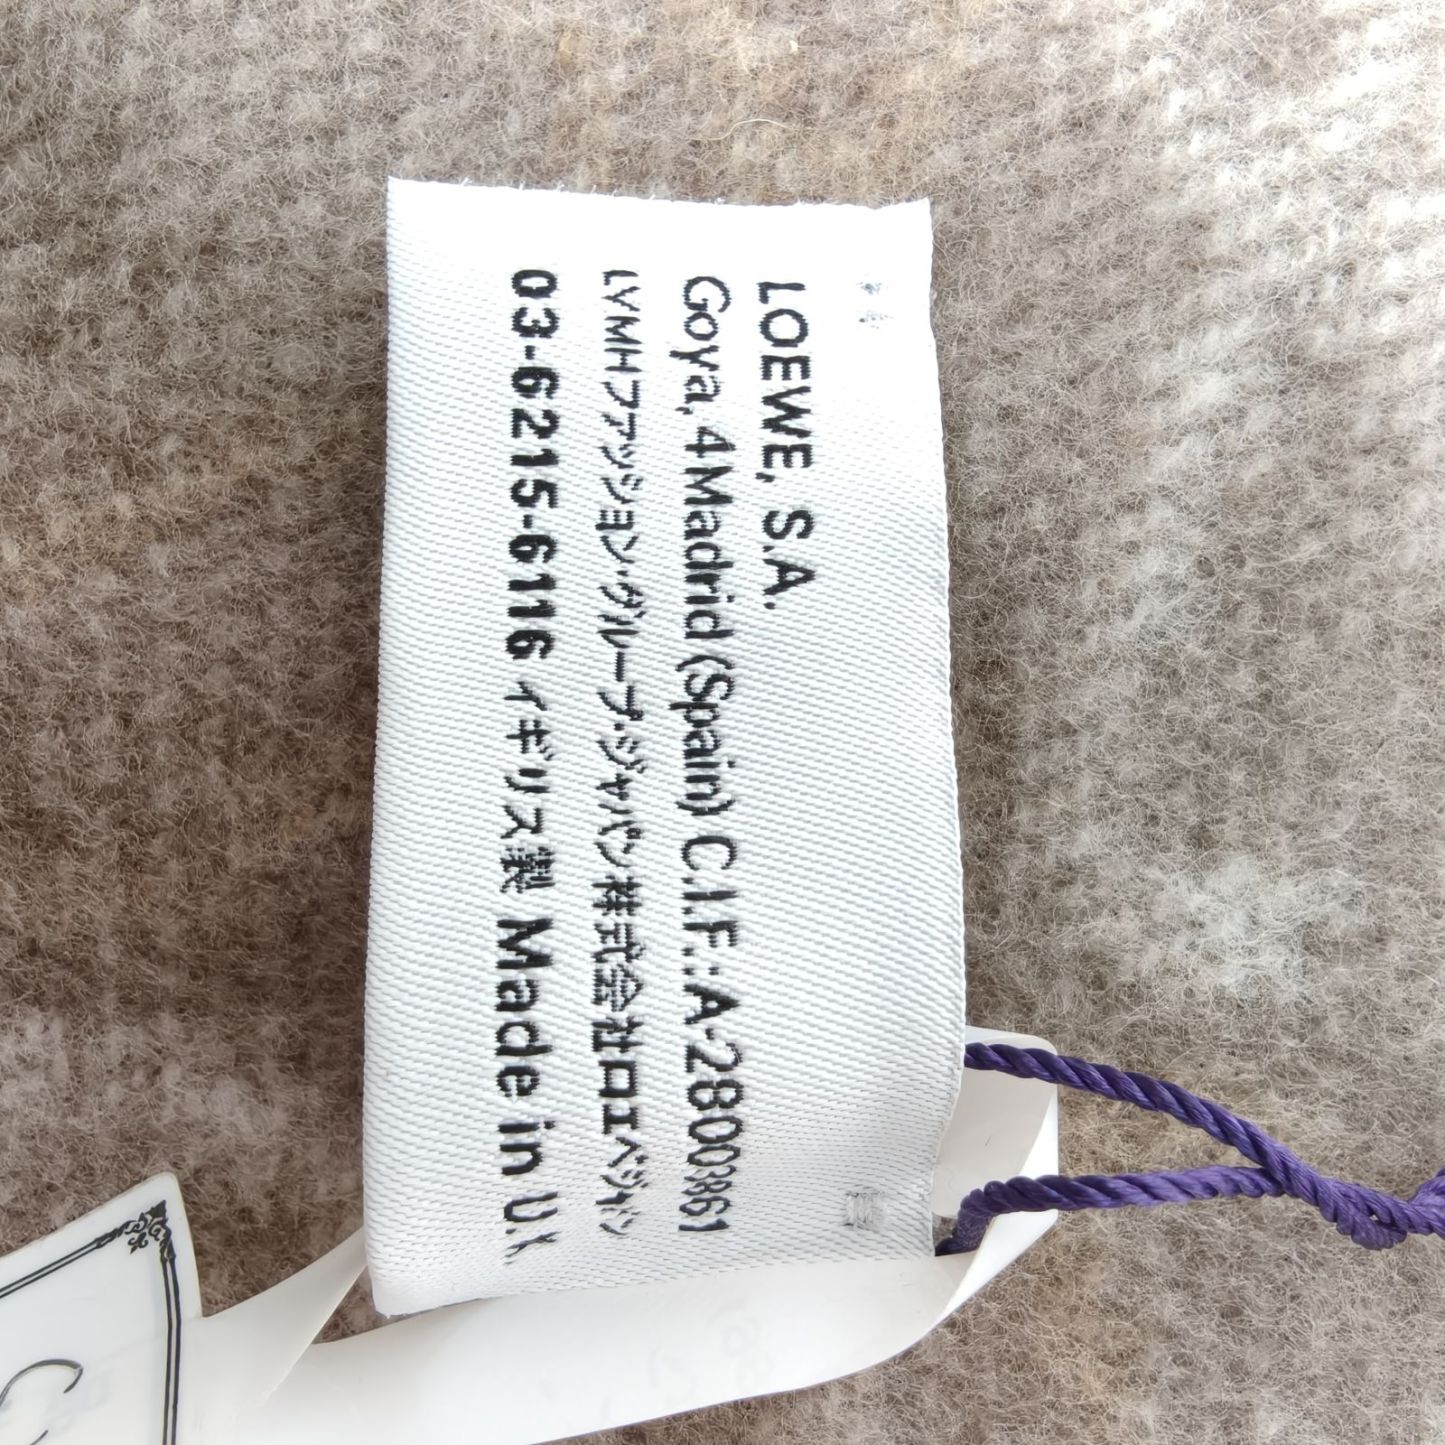 LOEWE, S.A.
Goya, 4 Madrid (Spain) C.I.F.:A-28003861
LVMHファッション・グループ・ジャパン株式会社ロエベジャパン
03-6215-6116 イギリス製 Made in U.K